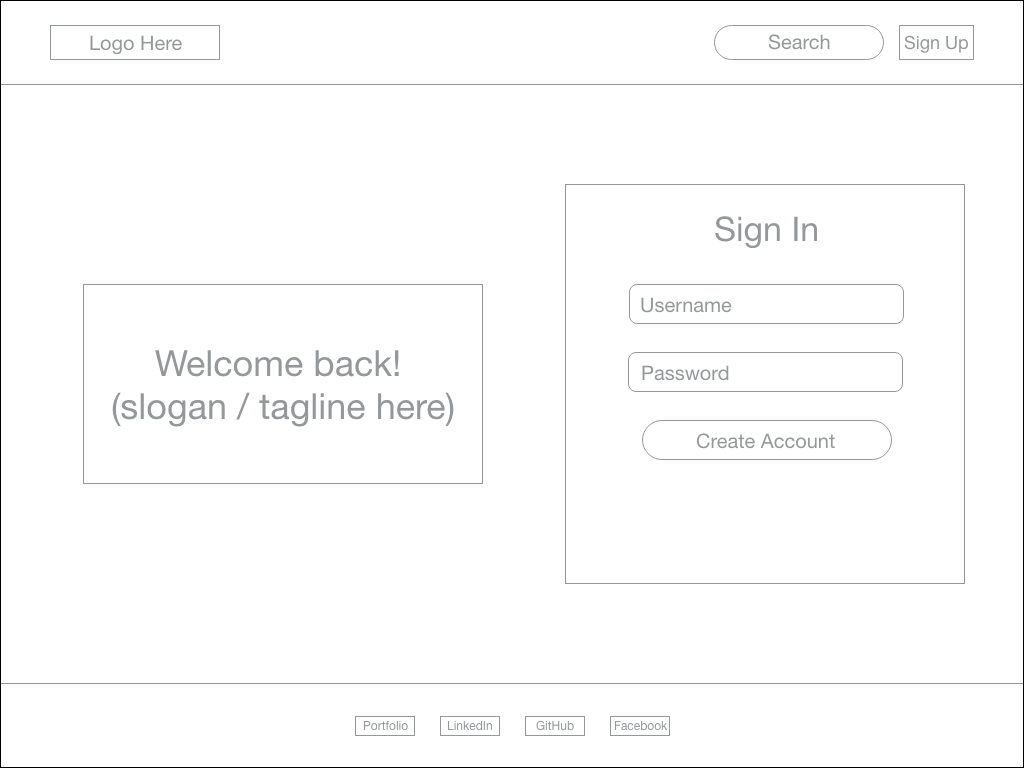 Logo Here
Search
Sign Up
Sign In
Username
Welcome back!
(slogan / tagline here)
Password
Create Account
Portfolio
LinkedIn
GitHub
Facebook